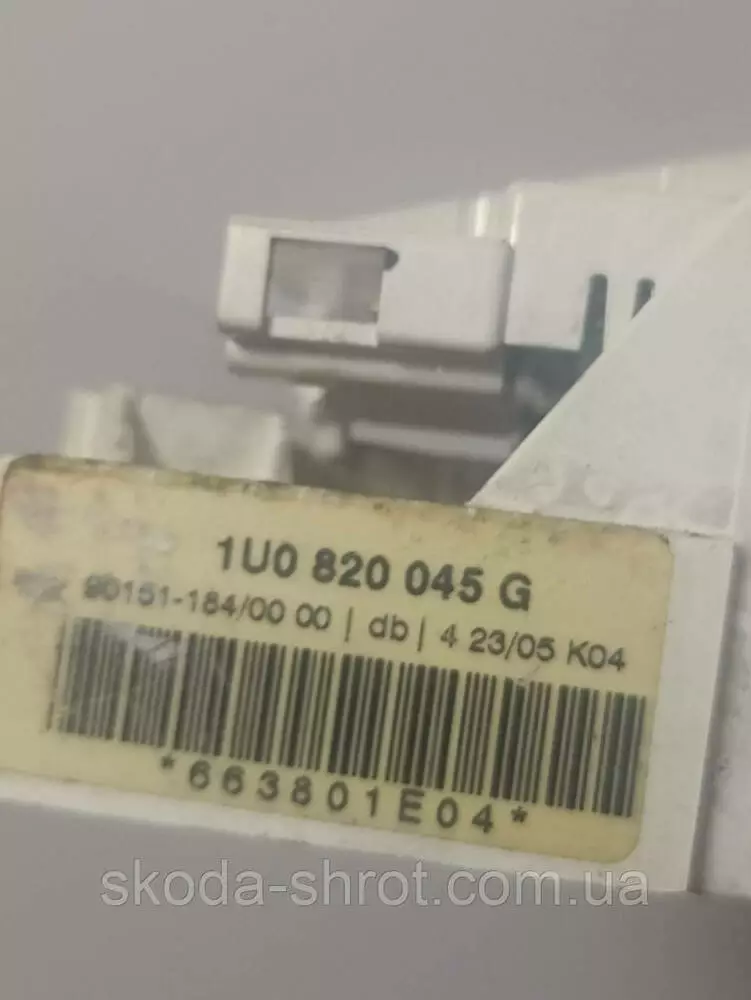 1U0 820 045 G
90151-184/00 00 | db | 4 23/05 K04
*663801E04*
skoda-shrot.com.ua